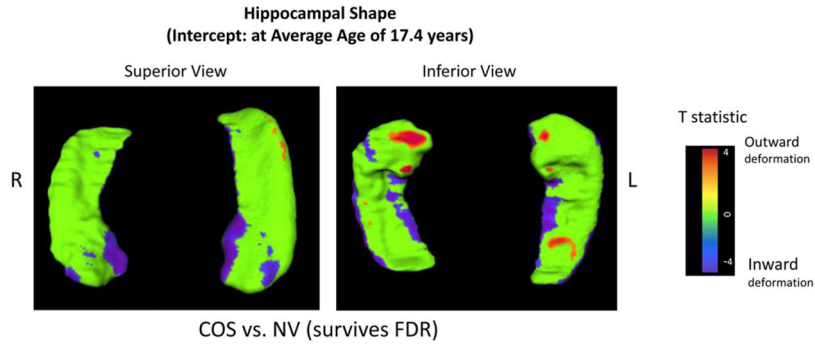 Hippocampal Shape
(Intercept: at Average Age of 17.4 years)
Superior View
Inferior View
R
L
T statistic
4
0
-4
Outward
deformation
Inward
deformation
COS vs. NV (survives FDR)